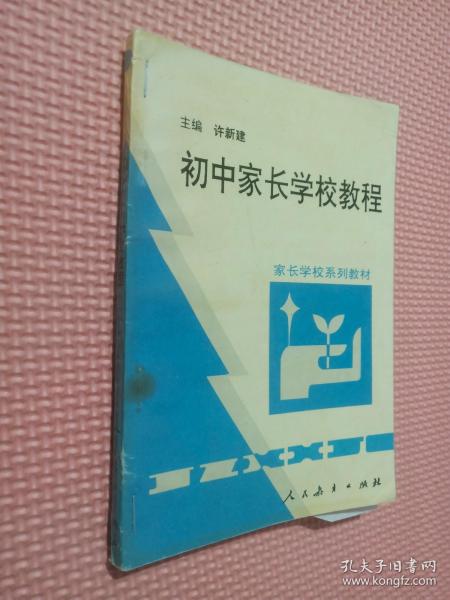 主编 许新建
初中家长学校教程
家长学校系列教材
人民教育出版社
孔夫子旧书网
www.kongfz.com